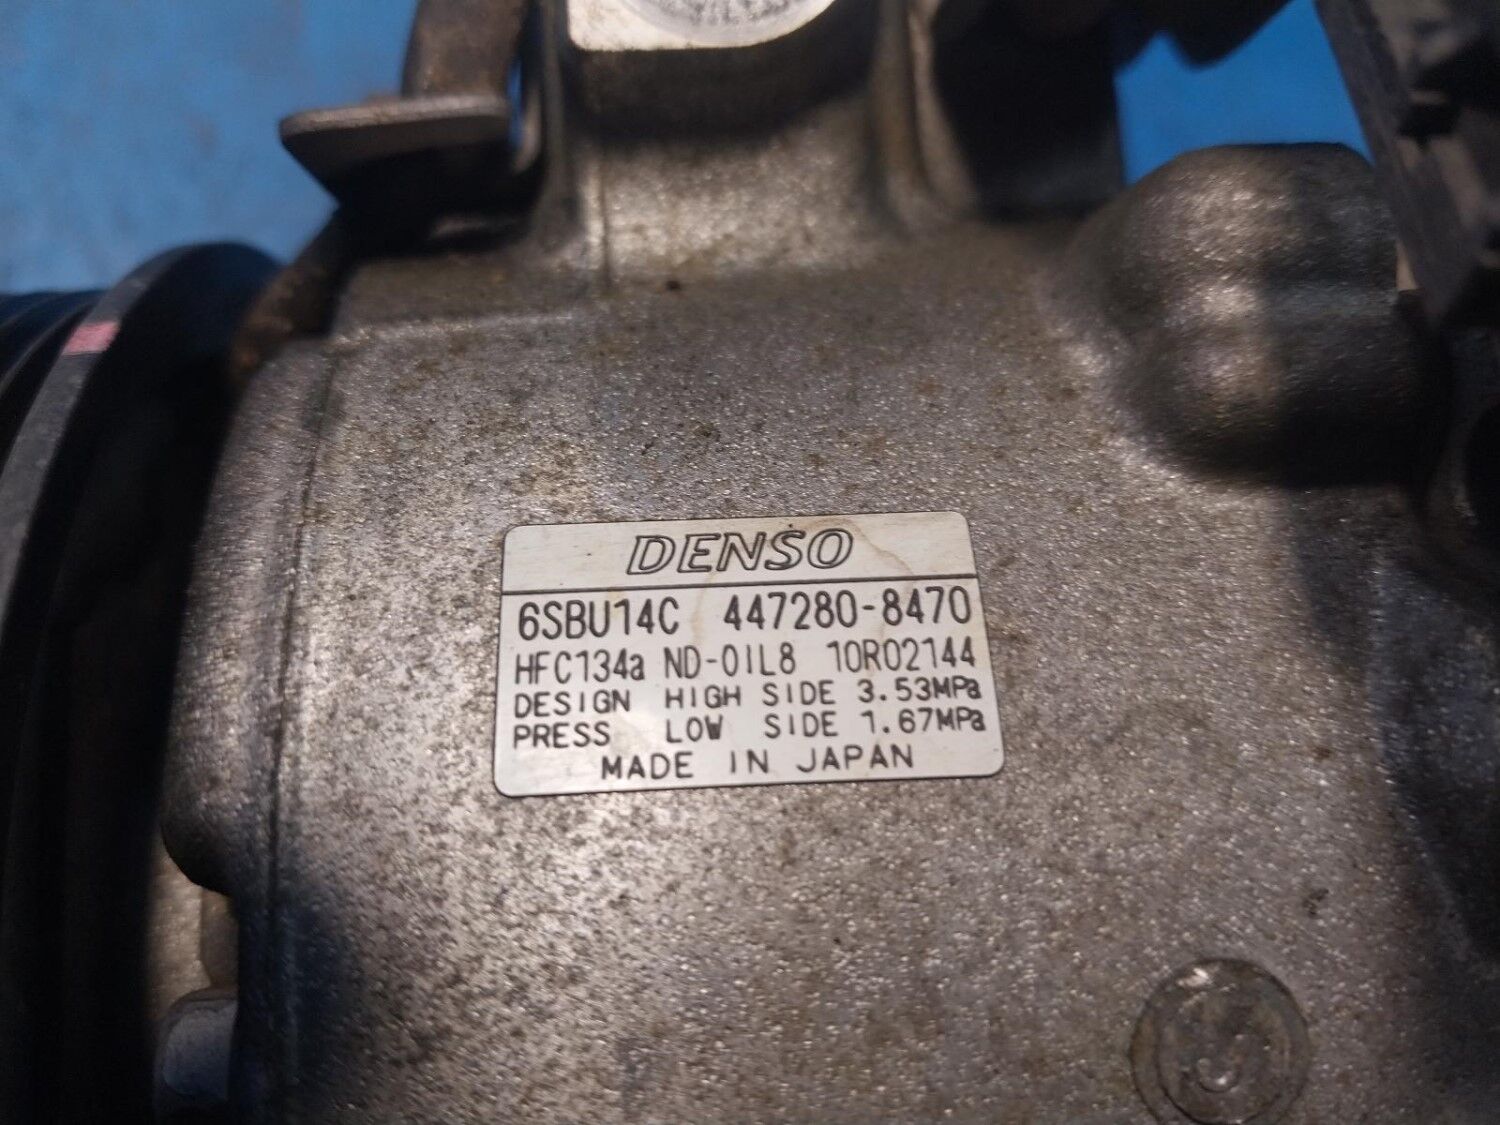 DENSO
6SBU14C 447280-8470
HFC134a ND-OIL8 10R02144
DESIGN HIGH SIDE 3.53MPa
PRESS LOW SIDE 1.67MPa
MADE IN JAPAN